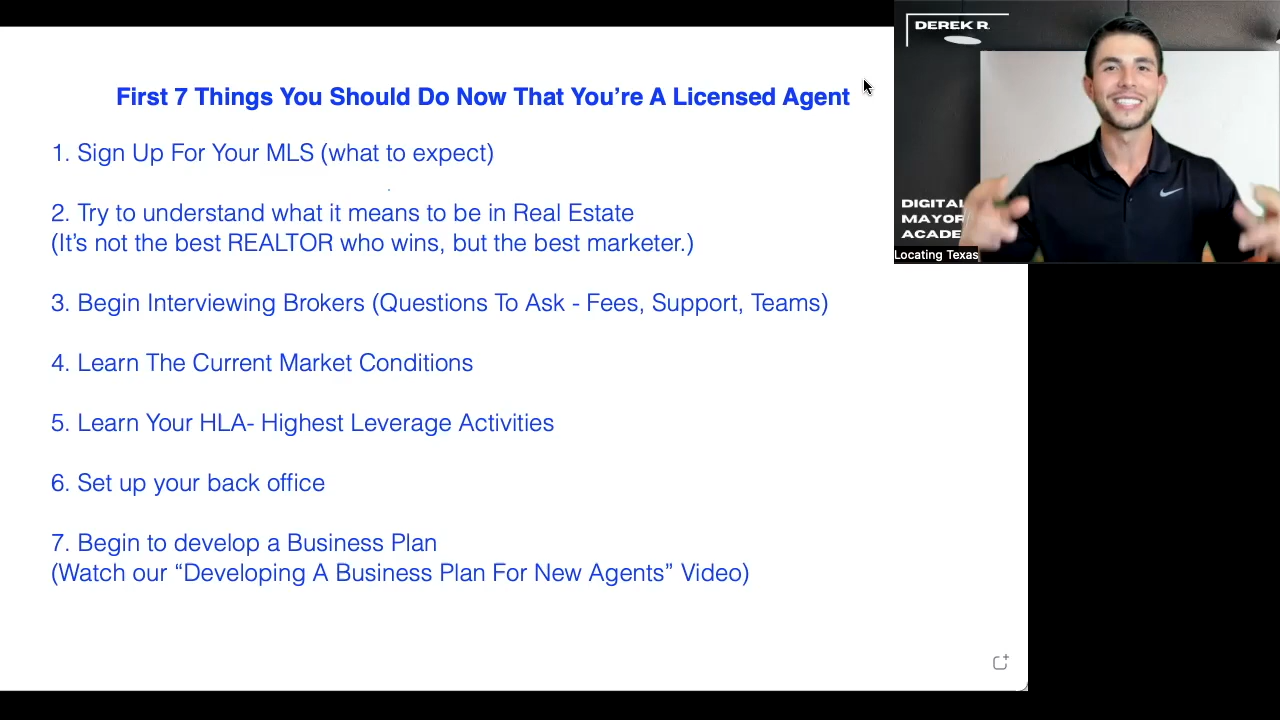 First 7 Things You Should Do Now That You’re A Licensed Agent
1. Sign Up For Your MLS (what to expect)
2. Try to understand what it means to be in Real Estate
(It’s not the best REALTOR who wins, but the best marketer.)
3. Begin Interviewing Brokers (Questions To Ask - Fees, Support, Teams)
4. Learn The Current Market Conditions
5. Learn Your HLA- Highest Leverage Activities
6. Set up your back office
7. Begin to develop a Business Plan
(Watch our “Developing A Business Plan For New Agents” Video)
DEREK R.
DIGITAL
MAYOR
ACADE
Locating Texas